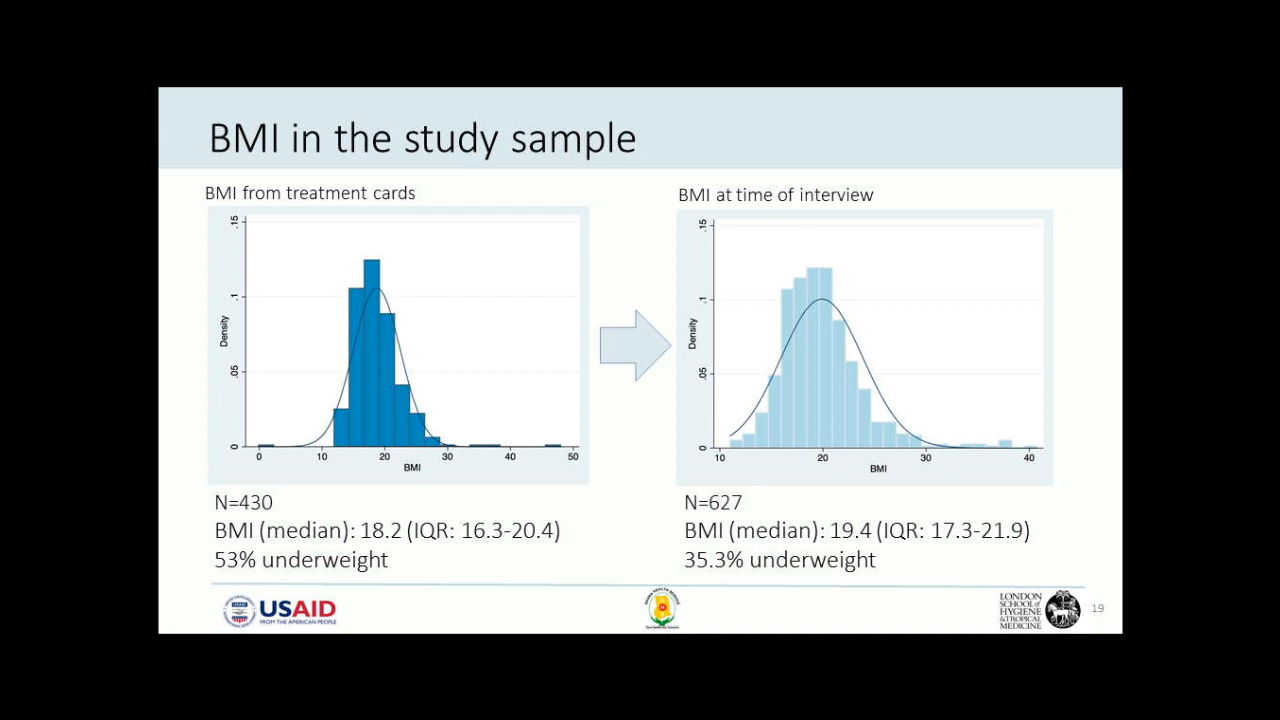 BMI in the study sample
BMI from treatment cards
.15
.1
.05
0
Density
0 10 20 30 40 50
BMI
N=430
BMI (median): 18.2 (IQR: 16.3-20.4)
53% underweight
BMI at time of interview
.15
.1
.05
0
Density
10 20 30 40
BMI
N=627
BMI (median): 19.4 (IQR: 17.3-21.9)
35.3% underweight
USAID
FROM THE AMERICAN PEOPLE
LONDON
SCHOOL of
HYGIENE
& TROPICAL
MEDICINE
19